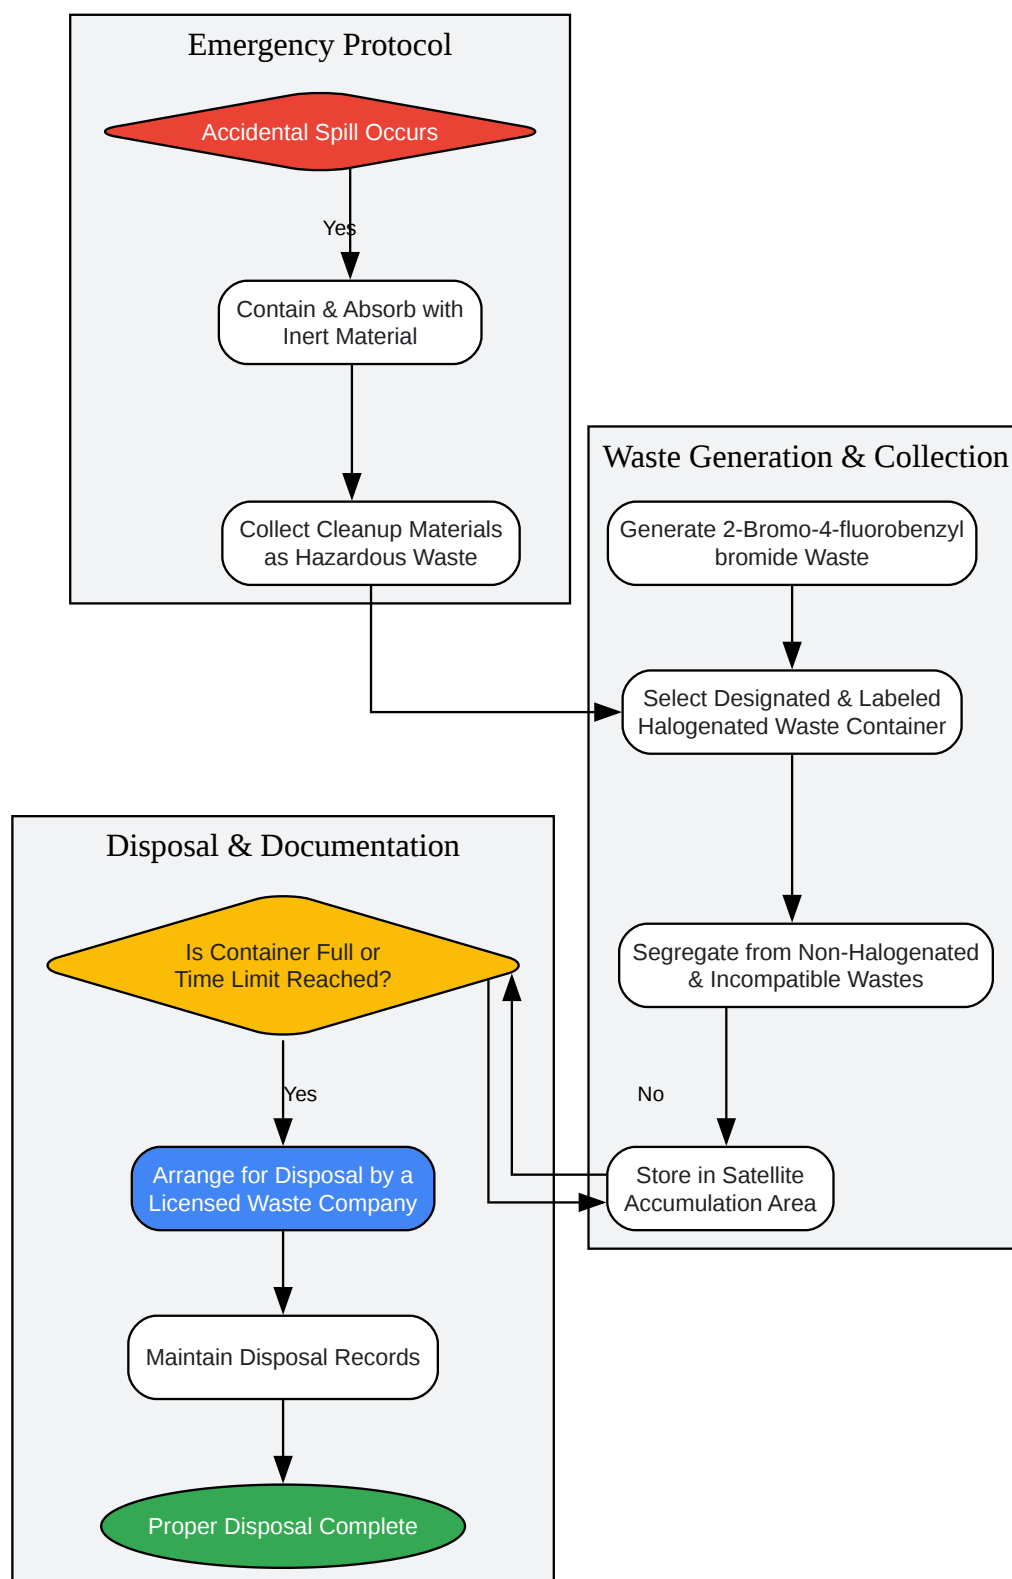 Emergency Protocol
Accidental Spill Occurs
Yes
Contain & Absorb with
Inert Material
Collect Cleanup Materials
as Hazardous Waste
Waste Generation & Collection
Generate 2-Bromo-4-fluorobenzyl
bromide Waste
Select Designated & Labeled
Halogenated Waste Container
Segregate from Non-Halogenated
& Incompatible Wastes
No
Store in Satellite
Accumulation Area
Disposal & Documentation
Is Container Full or
Time Limit Reached?
Yes
Arrange for Disposal by a
Licensed Waste Company
Maintain Disposal Records
Proper Disposal Complete